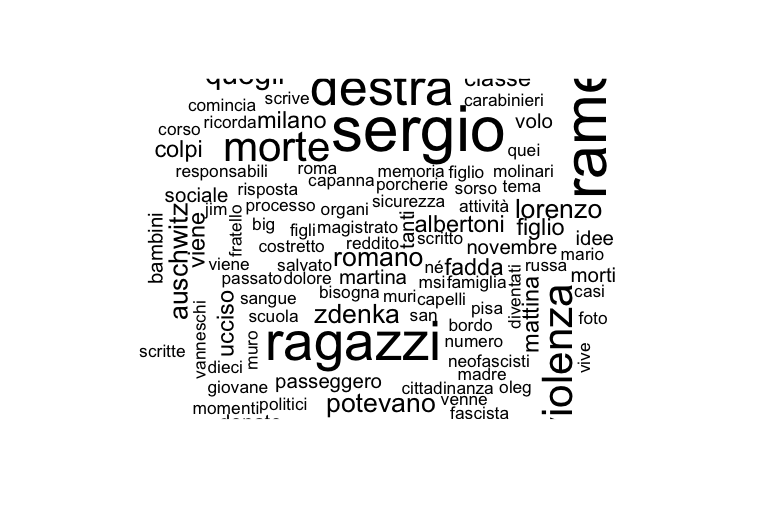 quegli
destra
classe
comincia
scrive
carabinieri
rame
corso
ricorda
milano
sergio
volo
colpi
morte
quei
responsabili
roma
memoria
figlio
molinari
capanna
porcherie
sorso
tema
sociale
risposta
sicurezza
jim
processo
organi
attività
lorenzo
bambini
auschwitz
viene
fratello
big
figli
magistrato
tanti
albertoni
figlio
idee
costretto
reddito
scritto
novembre
mario
viene
salvato
romano
né
fadda
russa
morti
passato
dolore
martina
msi
famiglia
diventati
mattina
casi
sangue
bisogna
muri
capelli
pisa
violenza
vanneschi
ucciso
scuola
zdenka
san
bordo
foto
muro
ragazzi
numero
scritte
neofascisti
vive
dieci
madre
giovane
passeggero
cittadinanza
oleg
momenti
politici
potevano
venne
fascista